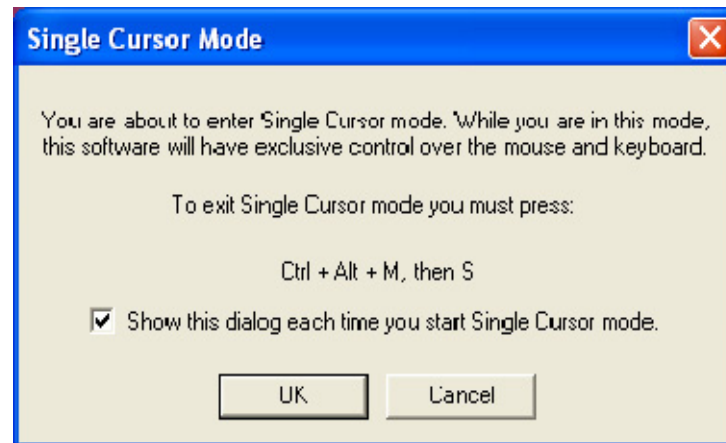 Single Cursor Mode
You are about to enter Single Cursor mode. While you are in this mode,
this software will have exclusive control over the mouse and keyboard.
To exit Single Cursor mode you must press:
Ctrl + Alt + M, then S
Show this dialog each time you start Single Cursor mode.
OK
Cancel